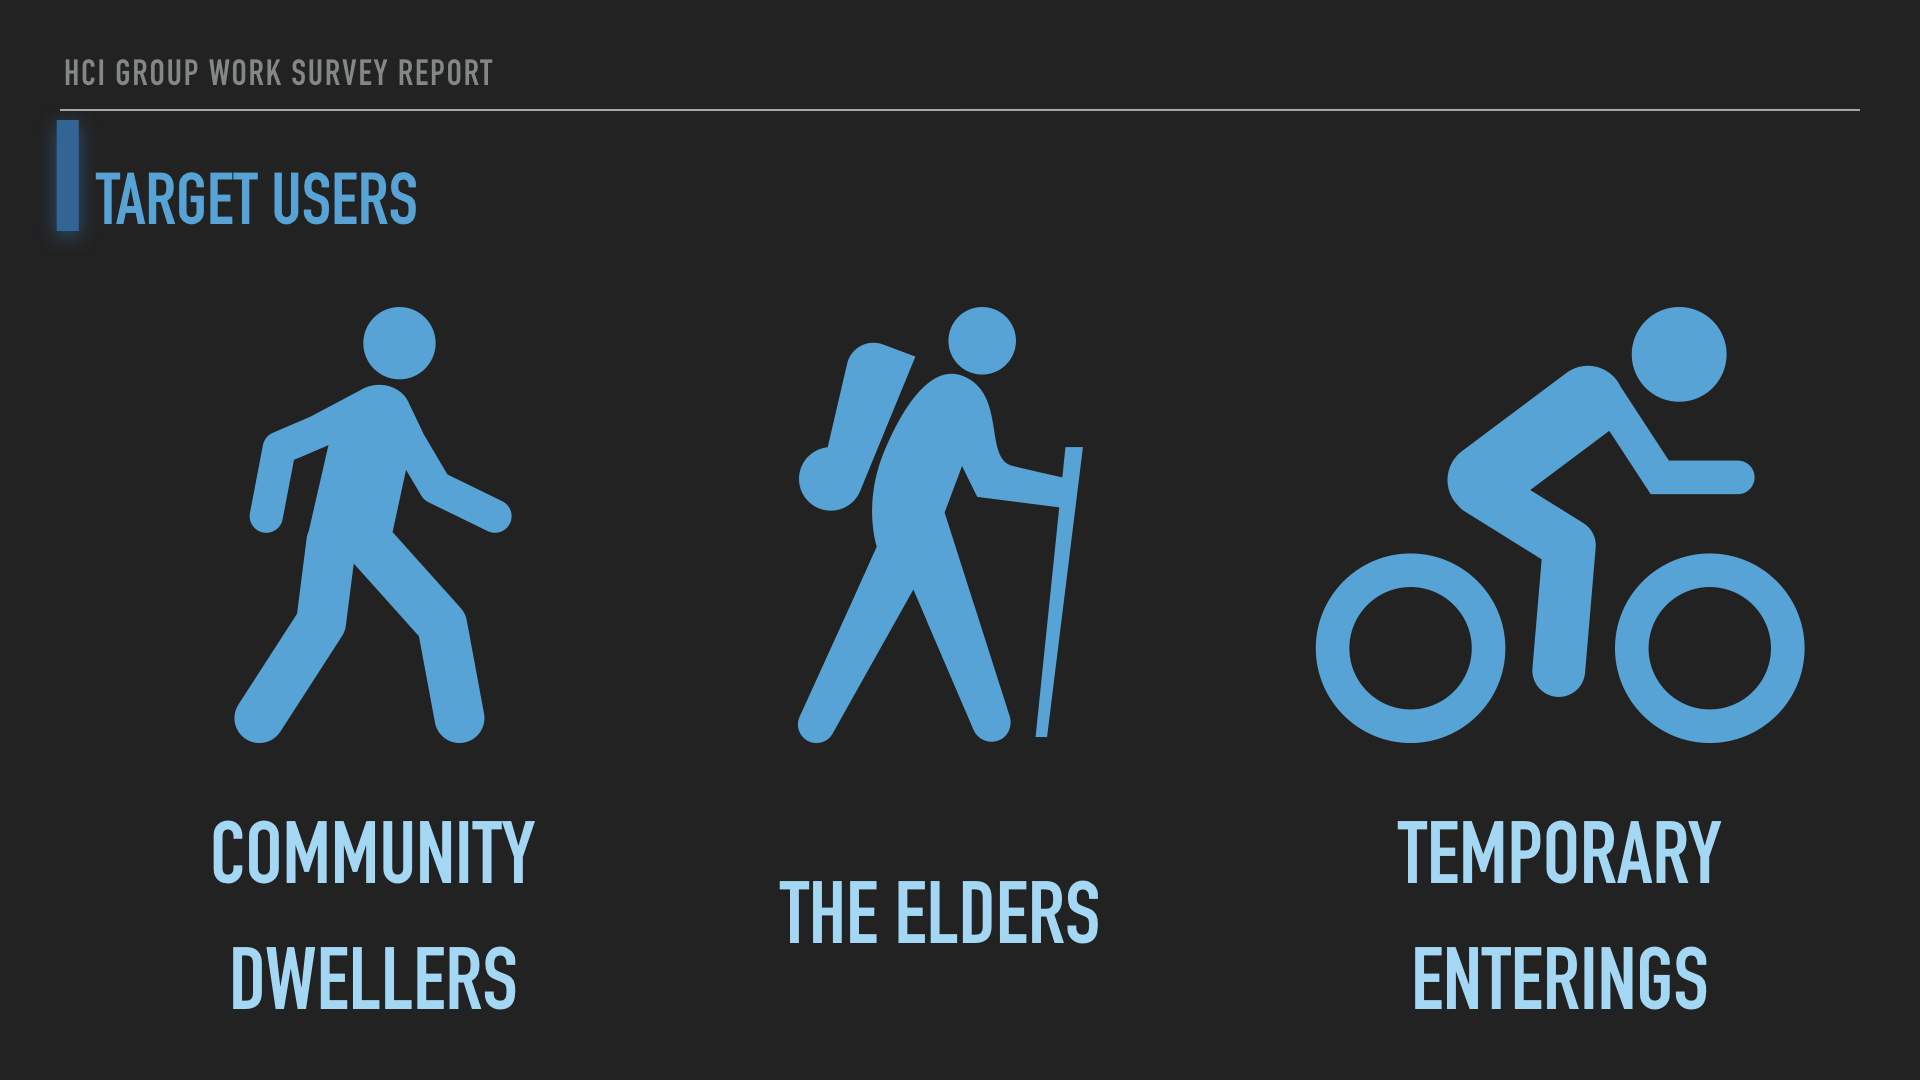 HCI GROUP WORK SURVEY REPORT
TARGET USERS
COMMUNITY
DWELLERS
THE ELDERS
TEMPORARY
ENTERINGS